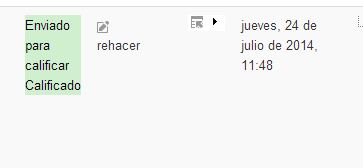 Enviado
para
calificar
Calificado
rehacer
jueves, 24 de
julio de 2014,
11:48